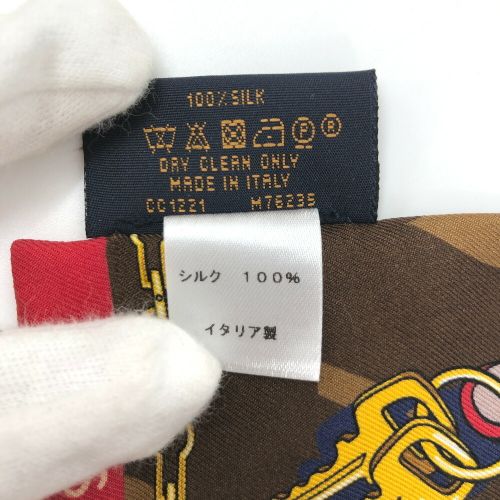 100% SILK
DRY CLEAN ONLY
MADE IN ITALY
CC1221 M76235
シルク 100%
イタリア製